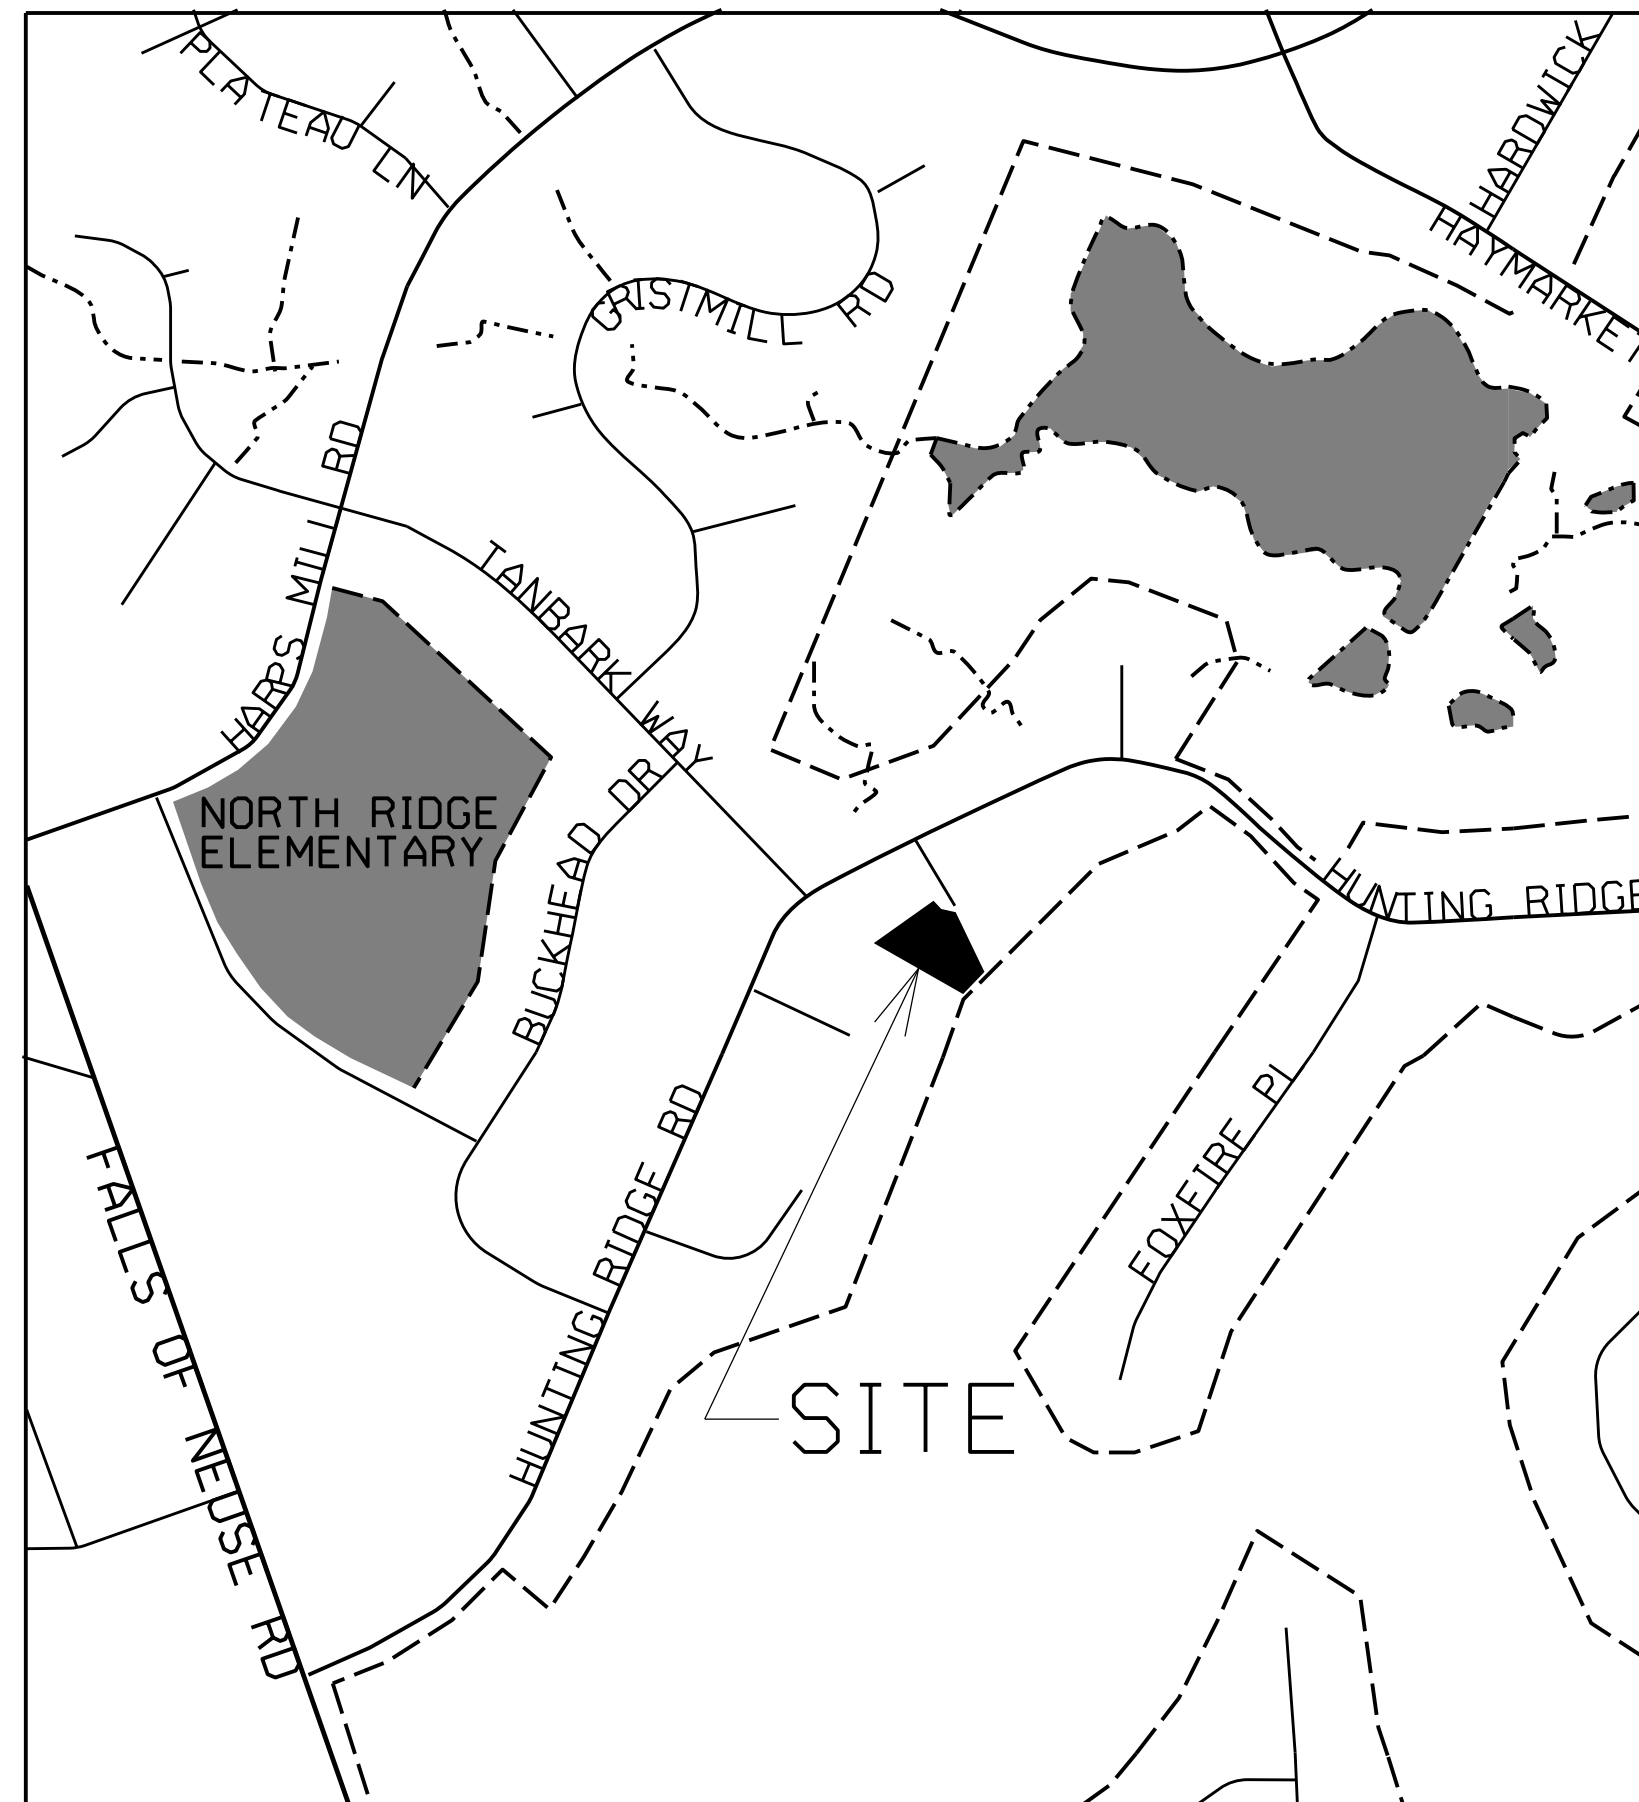 PLATEAU LN
HARDWICK
HAYMARKET
GRISTMILL RD
HARPS MILL RD
TANBARK WAY
NORTH RIDGE
ELEMENTARY
BUCKHEAD DR
HUNTING RIDGE
FOXFIRE PL
FALLS OF NEUSE RD
HUNTING RIDGE RD
SITE